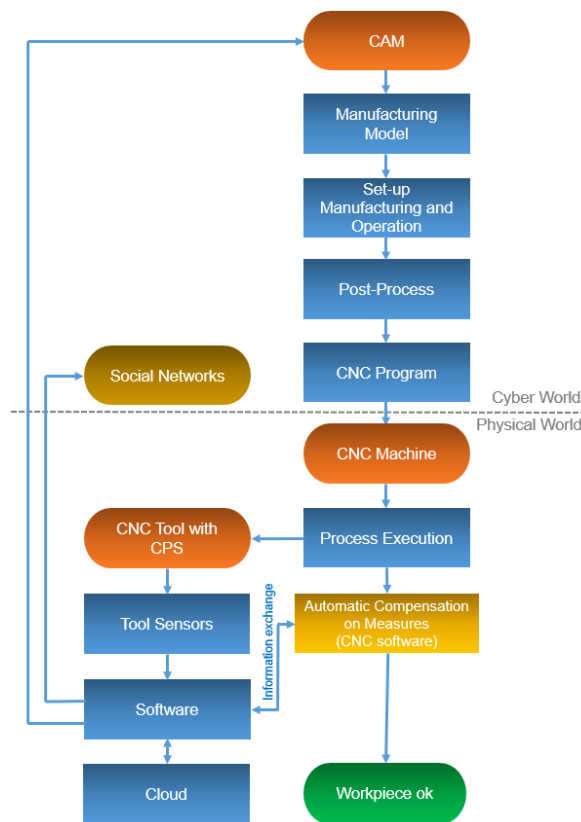 CAM
Manufacturing
Model
Set-up
Manufacturing and
Operation
Post-Process
Social Networks
CNC Program
Cyber World
Physical World
CNC Machine
CNC Tool with
CPS
Process Execution
Tool Sensors
Information exchange
Automatic Compensation
on Measures
(CNC software)
Software
Cloud
Workpiece ok